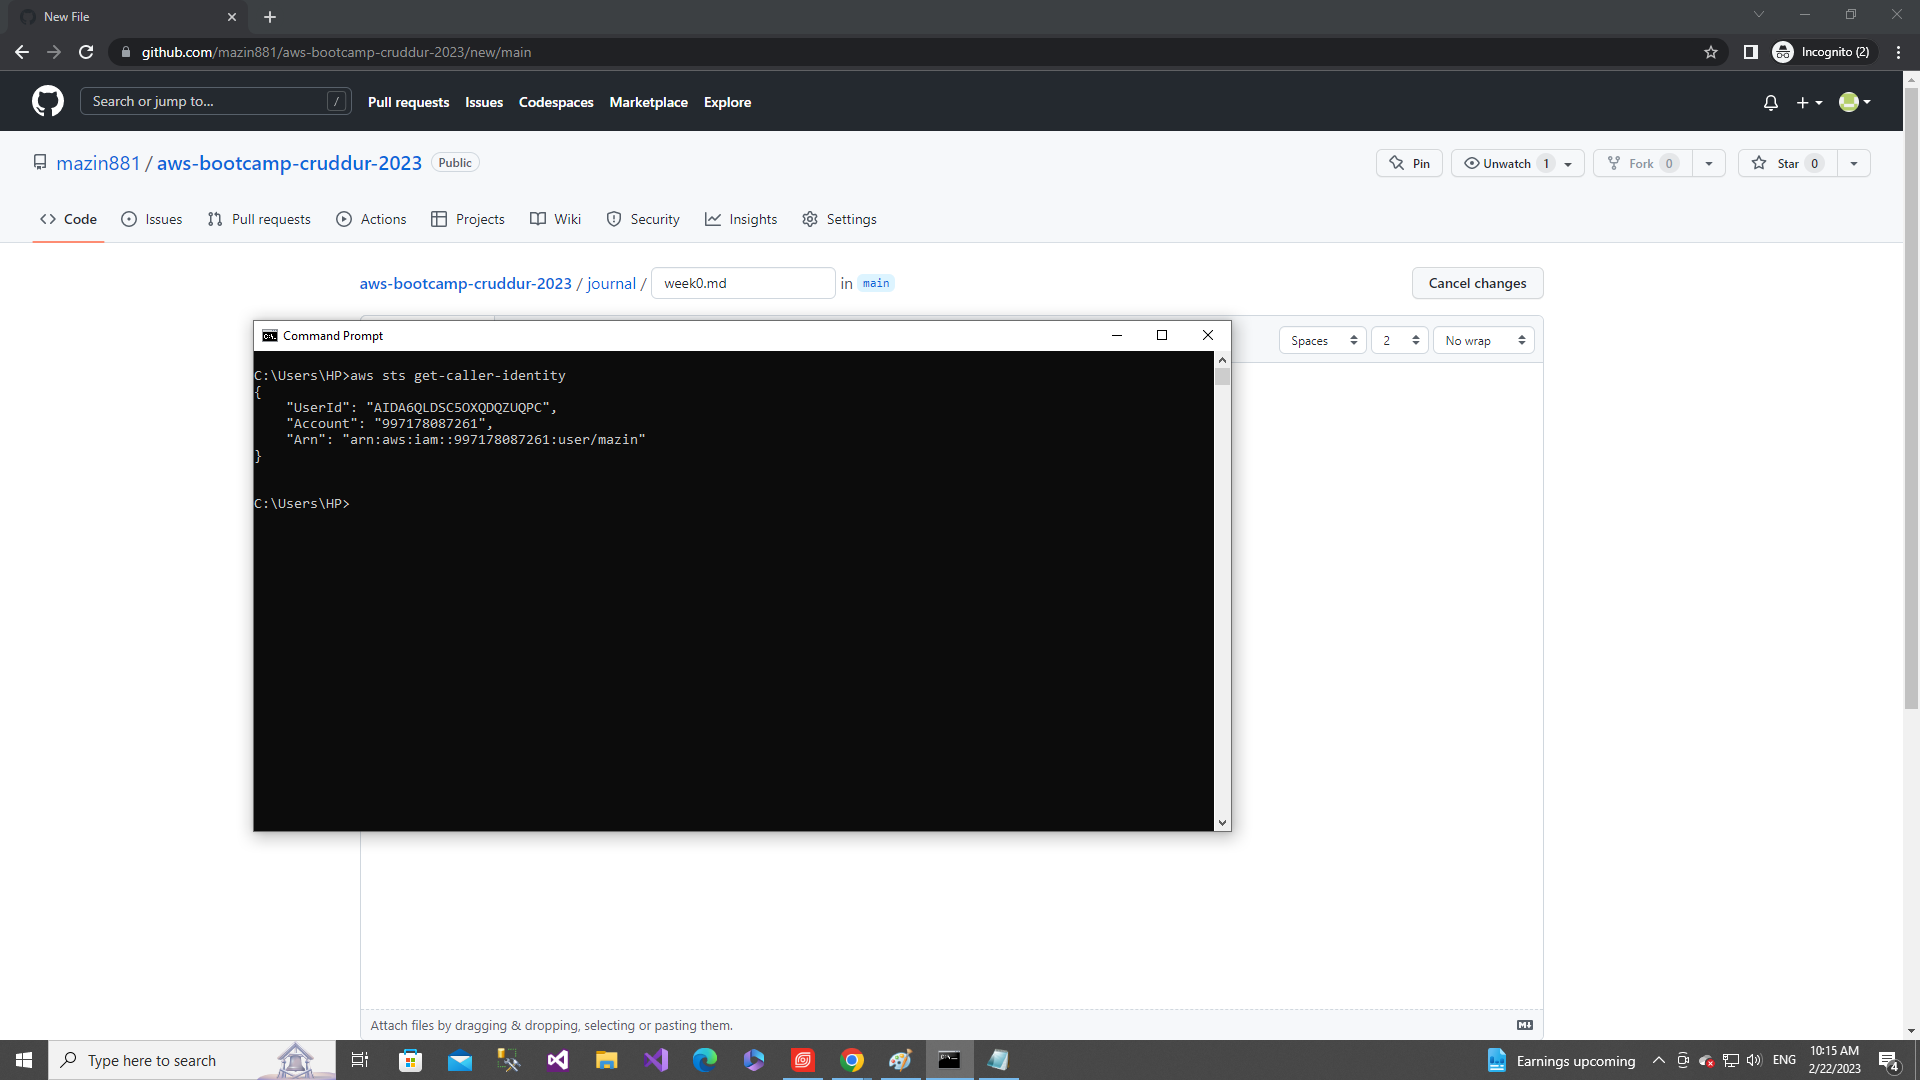 New File
github.com/mazin881/aws-bootcamp-cruddur-2023/new/main
Incognito (2)
Search or jump to...
/
Pull requests
Issues
Codespaces
Marketplace
Explore
mazin881 / aws-bootcamp-cruddur-2023
Public
Pin
Unwatch 1
Fork 0
Star 0
Code
Issues
Pull requests
Actions
Projects
Wiki
Security
Insights
Settings
aws-bootcamp-cruddur-2023 / journal / week0.md in main
Cancel changes
Spaces
2
No wrap
Command Prompt
C:\Users\HP>aws sts get-caller-identity
{
"UserId": "AIDA6QLDSC5OXQDQZUQPC",
"Account": "997178087261",
"Arn": "arn:aws:iam::997178087261:user/mazin"
}
C:\Users\HP>
Attach files by dragging & dropping, selecting or pasting them.
Type here to search
Earnings upcoming
ENG
10:15 AM
2/22/2023
4